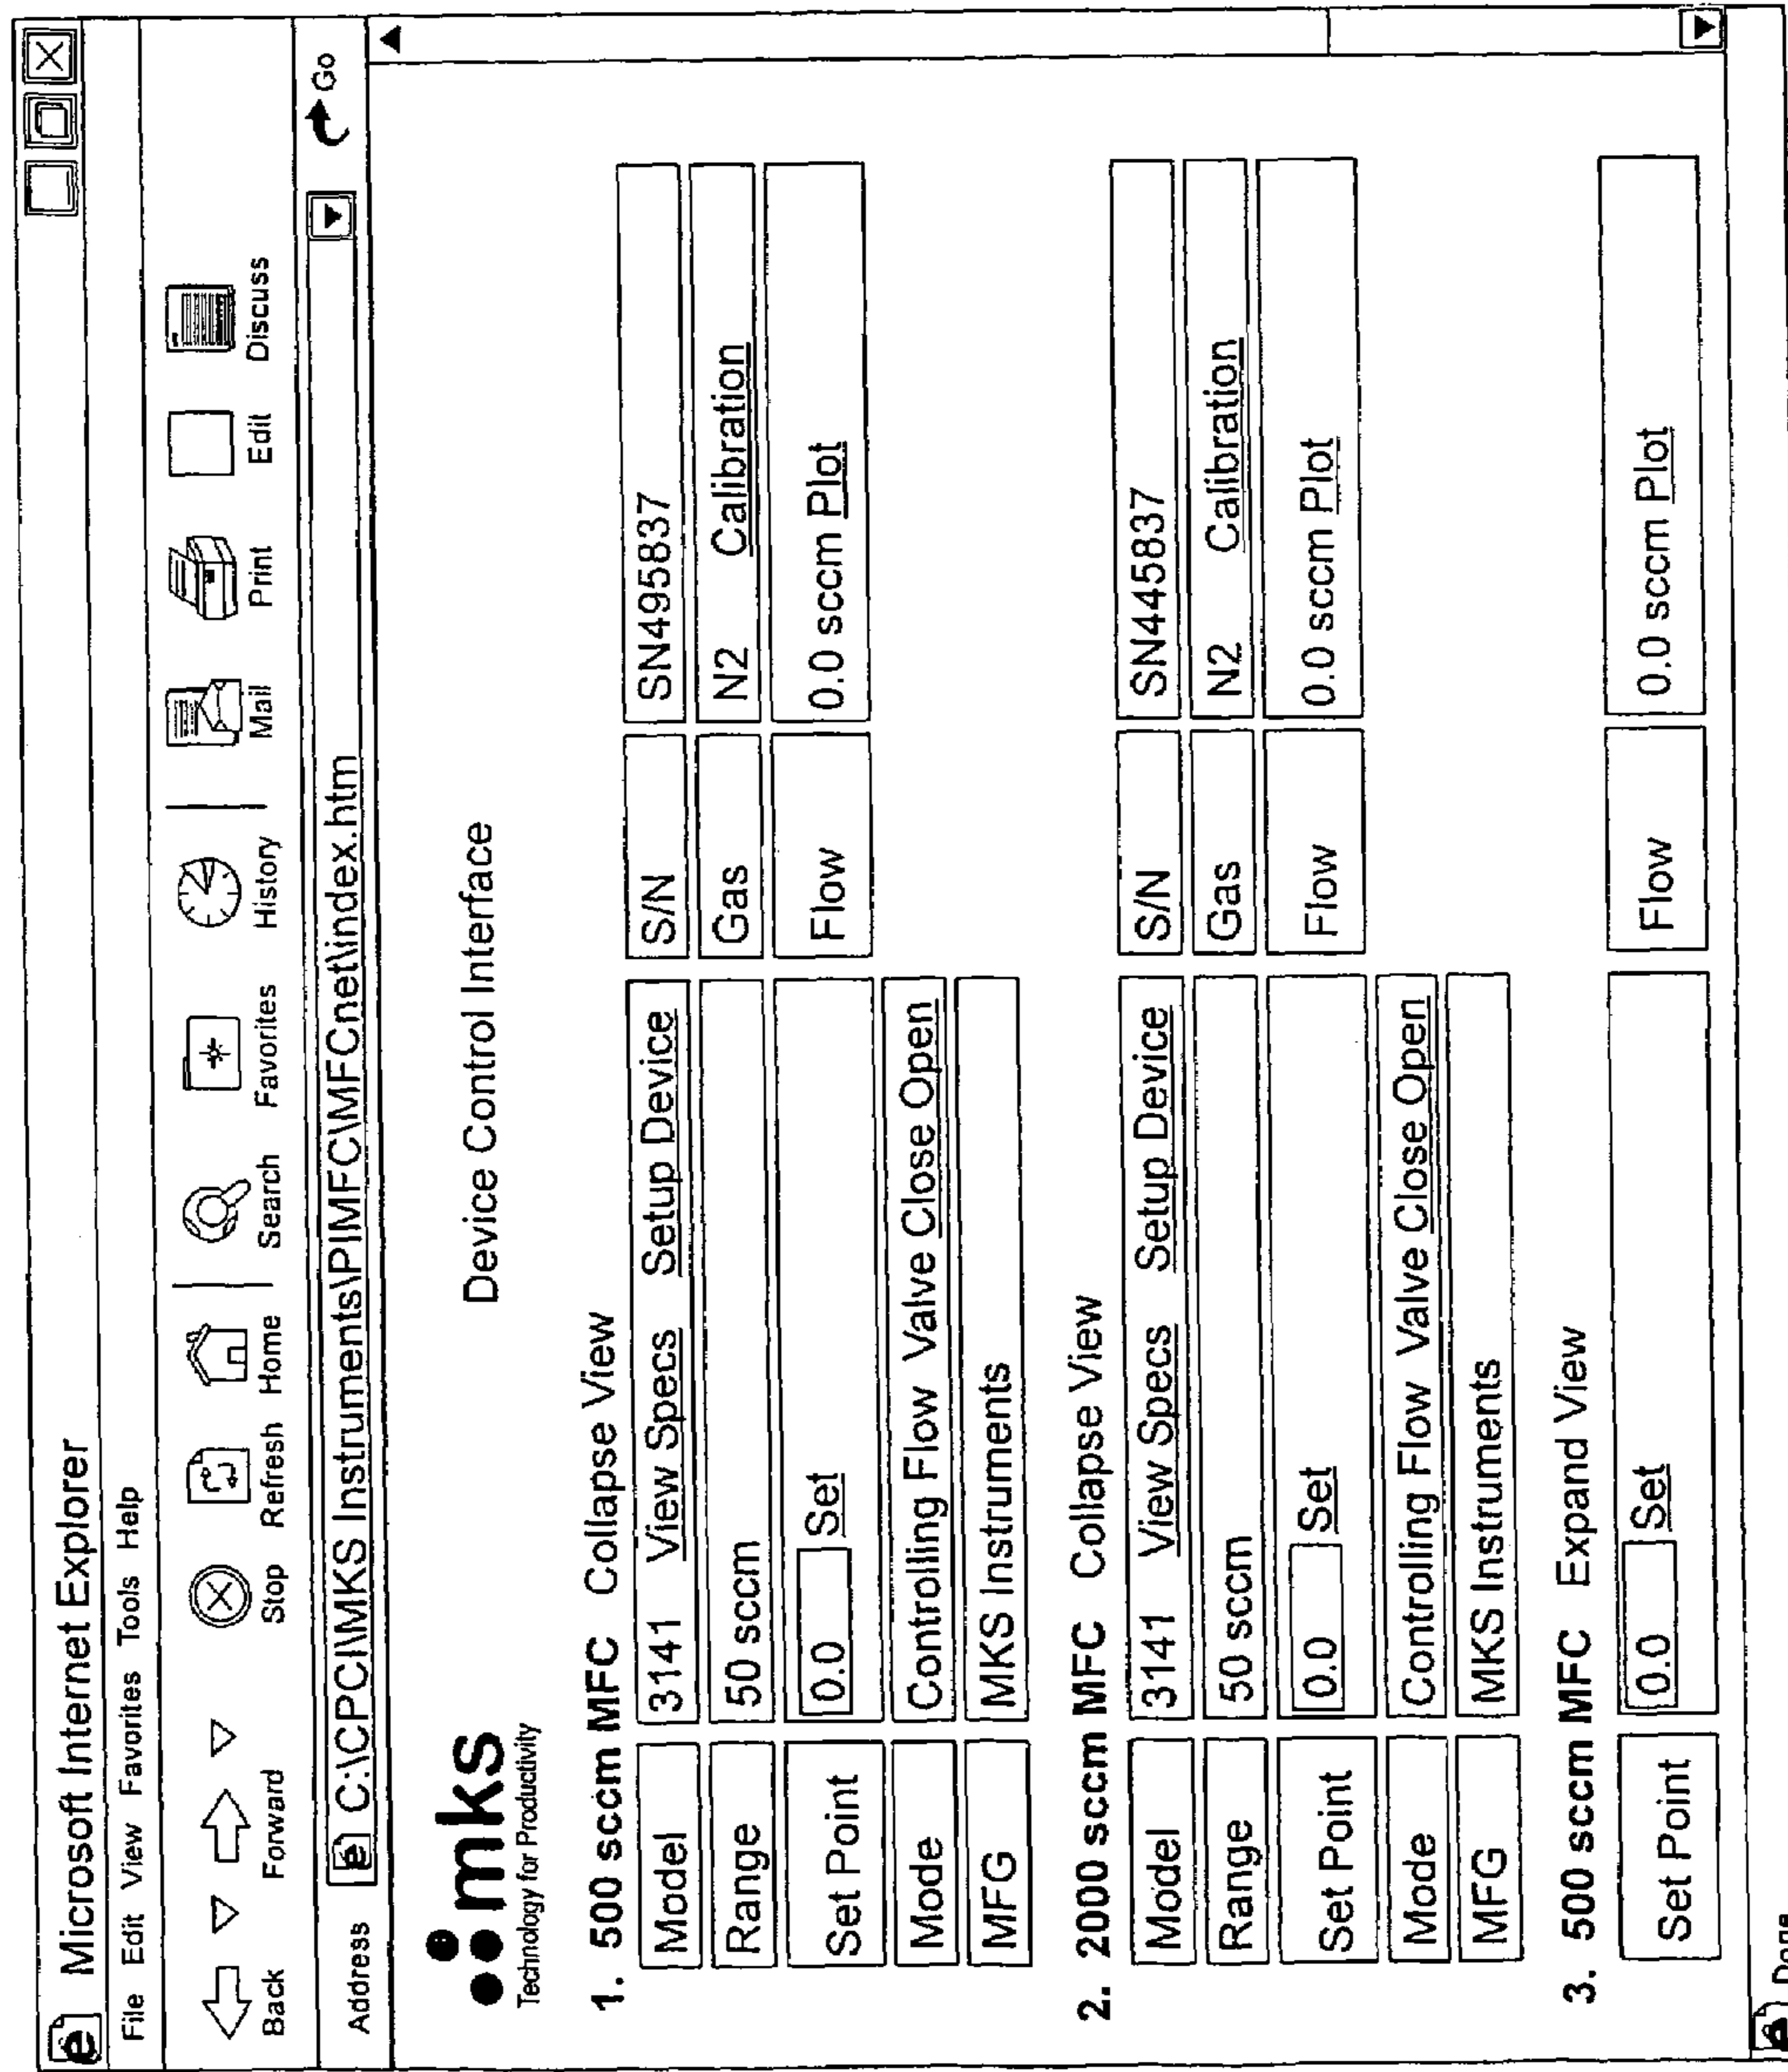 Microsoft Internet Explorer
File Edit View Favorites Tools Help
Back Forward Stop Refresh Home Search Favorites History Mail Print Edit Discuss
Address C:\CPCI\MKS Instruments\PIMFC\MFCnet\index.htm Go
mks
Technology for Productivity
Device Control Interface
1. 500 sccm MFC Collapse View
Model 3141 View Specs Setup Device S/N SN495837
Range 50 sccm Gas N2 Calibration
Set Point 0.0 Set Flow 0.0 sccm Plot
Mode Controlling Flow Valve Close Open
MFG MKS Instruments
2. 2000 sccm MFC Collapse View
Model 3141 View Specs Setup Device S/N SN445837
Range 50 sccm Gas N2 Calibration
Set Point 0.0 Set Flow 0.0 sccm Plot
Mode Controlling Flow Valve Close Open
MFG MKS Instruments
3. 500 sccm MFC Expand View
Set Point 0.0 Set Flow 0.0 sccm Plot
Done